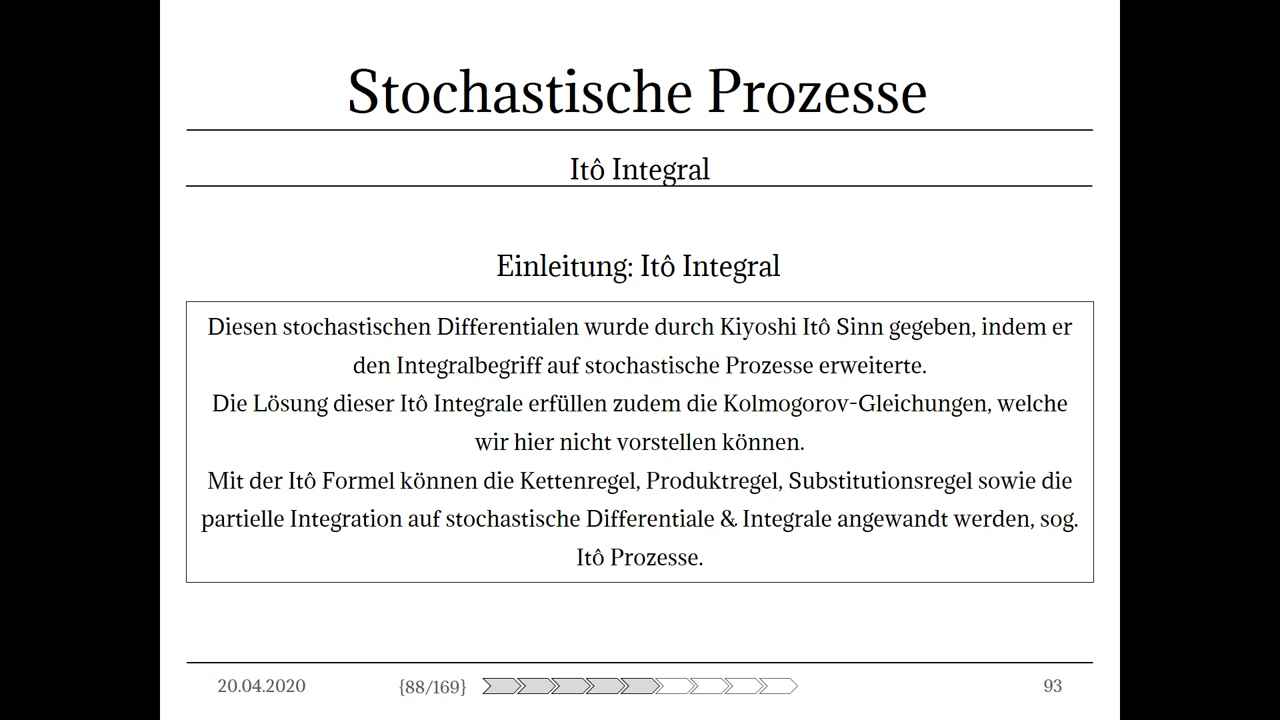 Stochastische Prozesse
Itô Integral
Einleitung: Itô Integral
Diesen stochastischen Differentialen wurde durch Kiyoshi Itô Sinn gegeben, indem er
den Integralbegriff auf stochastische Prozesse erweiterte.
Die Lösung dieser Itô Integrale erfüllen zudem die Kolmogorov-Gleichungen, welche
wir hier nicht vorstellen können.
Mit der Itô Formel können die Kettenregel, Produktregel, Substitutionsregel sowie die
partielle Integration auf stochastische Differentiale & Integrale angewandt werden, sog.
Itô Prozesse.
20.04.2020 {88/169} 93